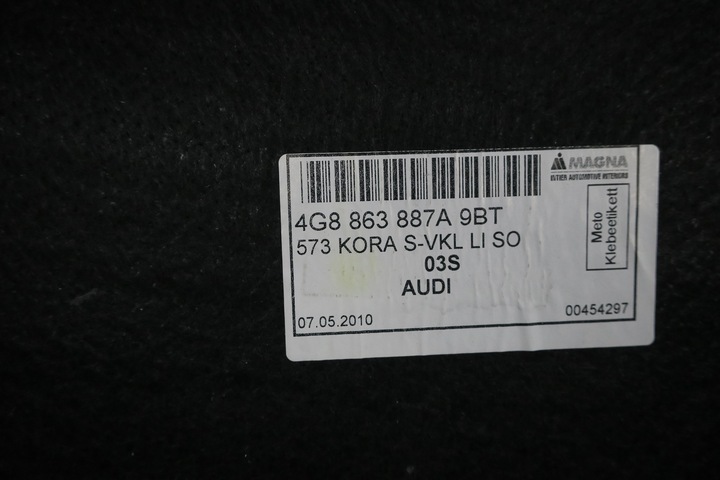 MAGNA
INTIER AUTOMOTIVE INTERIORS
4G8 863 887A 9BT
573 KORA S-VKL LI SO
03S
AUDI
07.05.2010
00454297
Meto
Klebeetikett